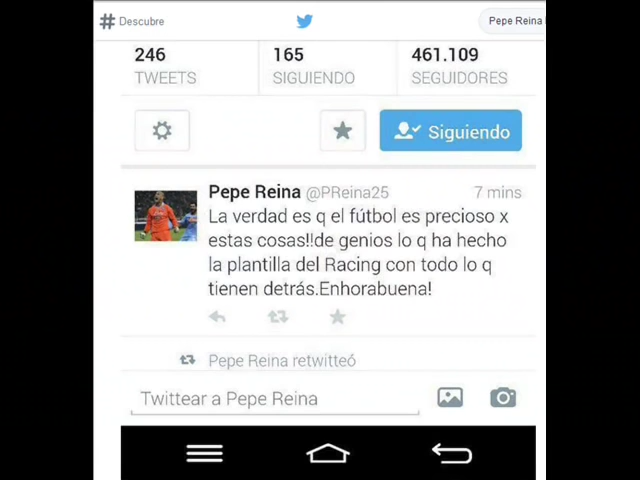 # Descubre
Pepe Reina
246 165 461.109
TWEETS SIGUIENDO SEGUIDORES
Siguiendo
Pepe Reina @PReina25 7 mins
La verdad es q el fútbol es precioso x
estas cosas!!de genios lo q ha hecho
la plantilla del Racing con todo lo q
tienen detrás.Enhorabuena!
Pepe Reina retwitteó
Twittear a Pepe Reina